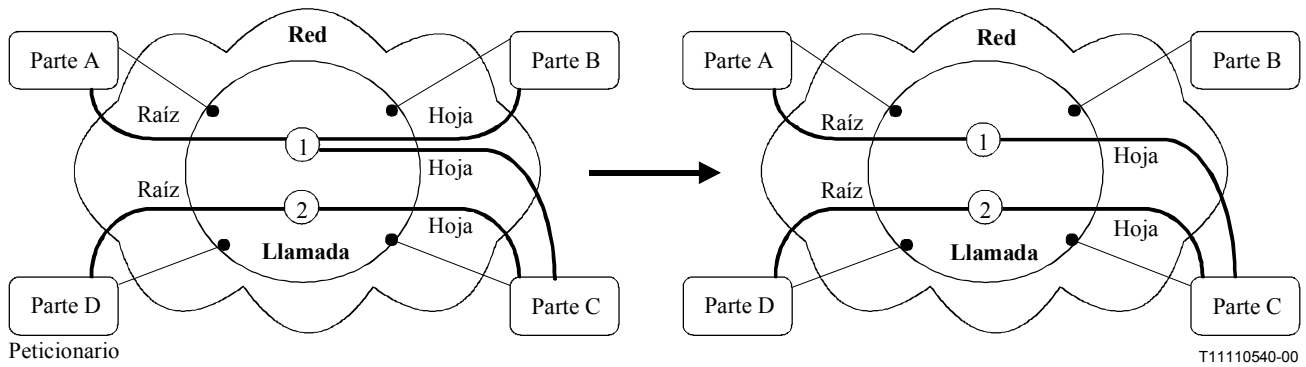 Red
Parte A
Parte B
Raíz
Hoja
1
Hoja
Raíz
2
Hoja
Llamada
Parte D
Parte C
Peticionario
Red
Parte A
Parte B
Raíz
1
Hoja
Raíz
2
Hoja
Llamada
Parte D
Parte C
T11110540-00